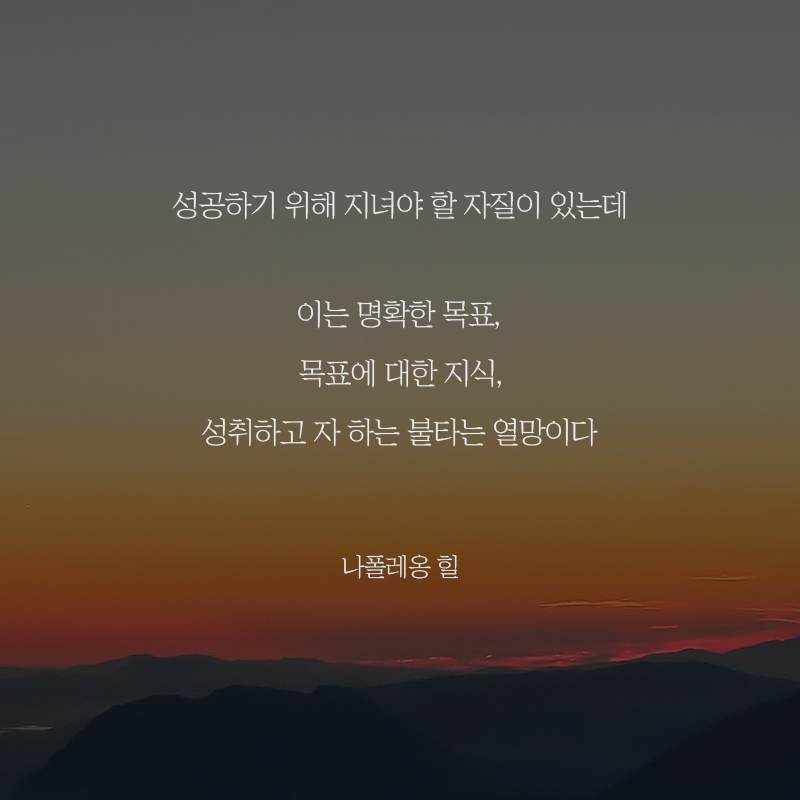 성공하기 위해 지녀야 할 자질이 있는데
이는 명확한 목표,
목표에 대한 지식,
성취하고 자 하는 불타는 열망이다
나폴레옹 힐